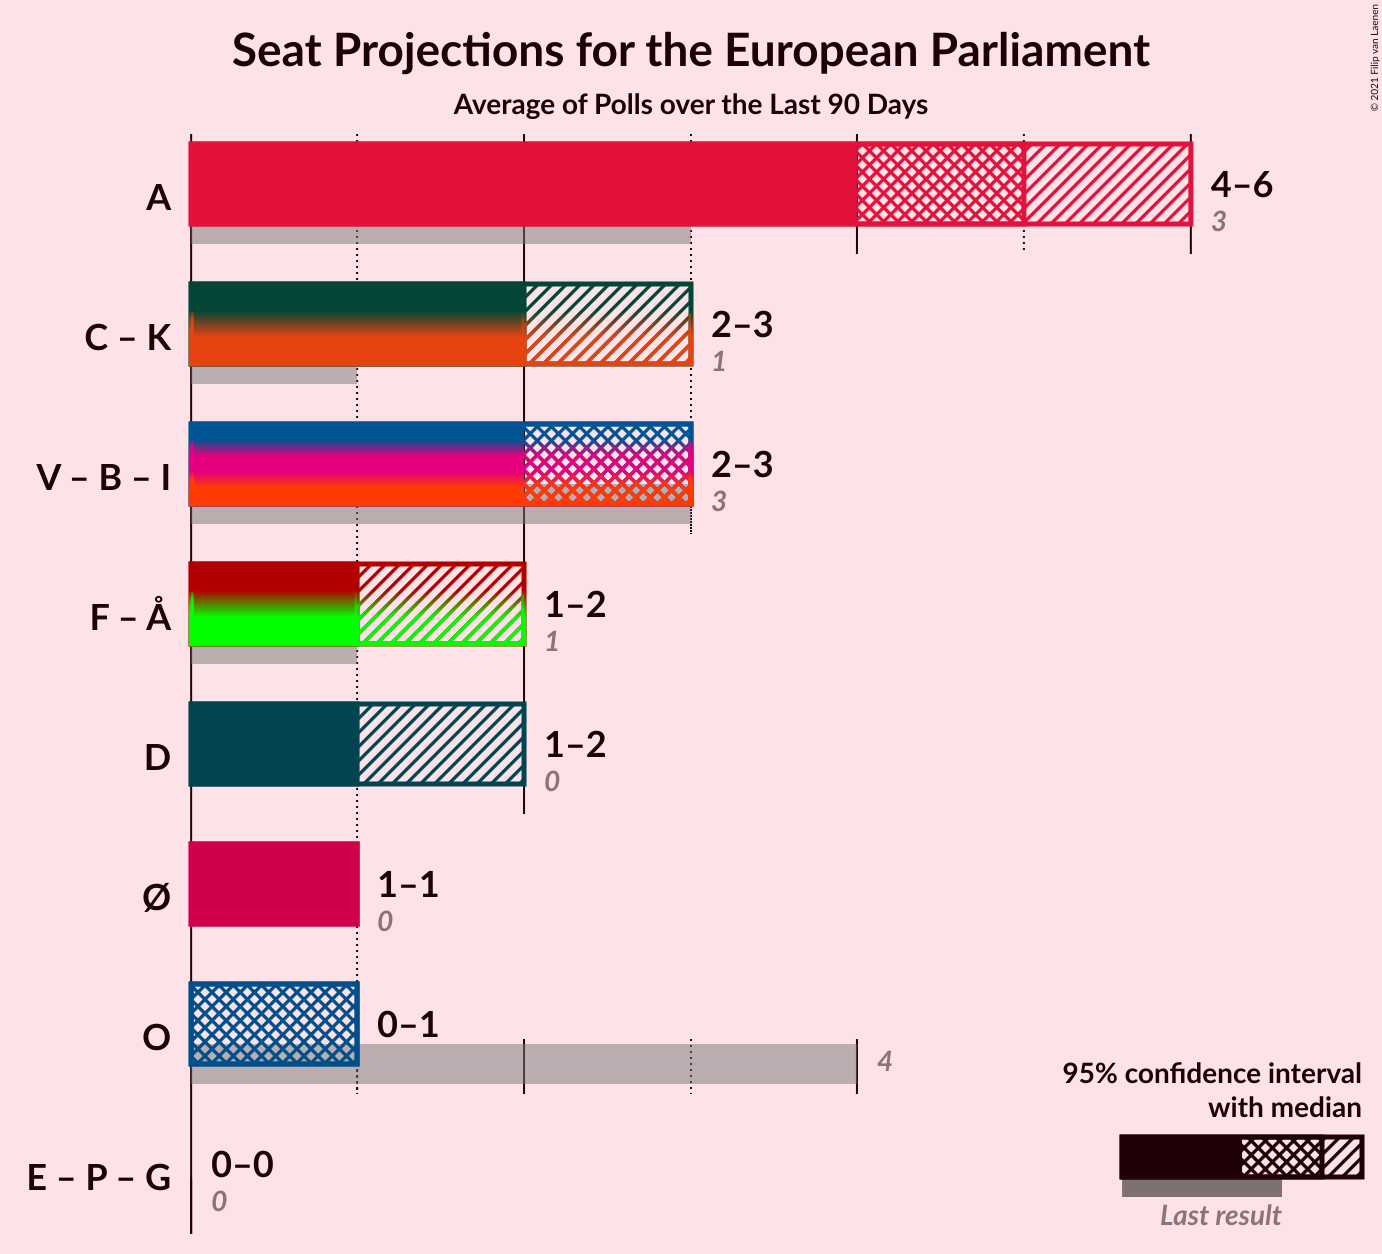 Seat Projections for the European Parliament
Average of Polls over the Last 90 Days
© 2021 Filip van Laenen
A
4–6
3
C – K
2–3
1
V – B – I
2–3
3
F – Å
1–2
1
D
1–2
0
Ø
1–1
0
O
0–1
4
E – P – G
0–0
0
95% confidence interval
with median
Last result